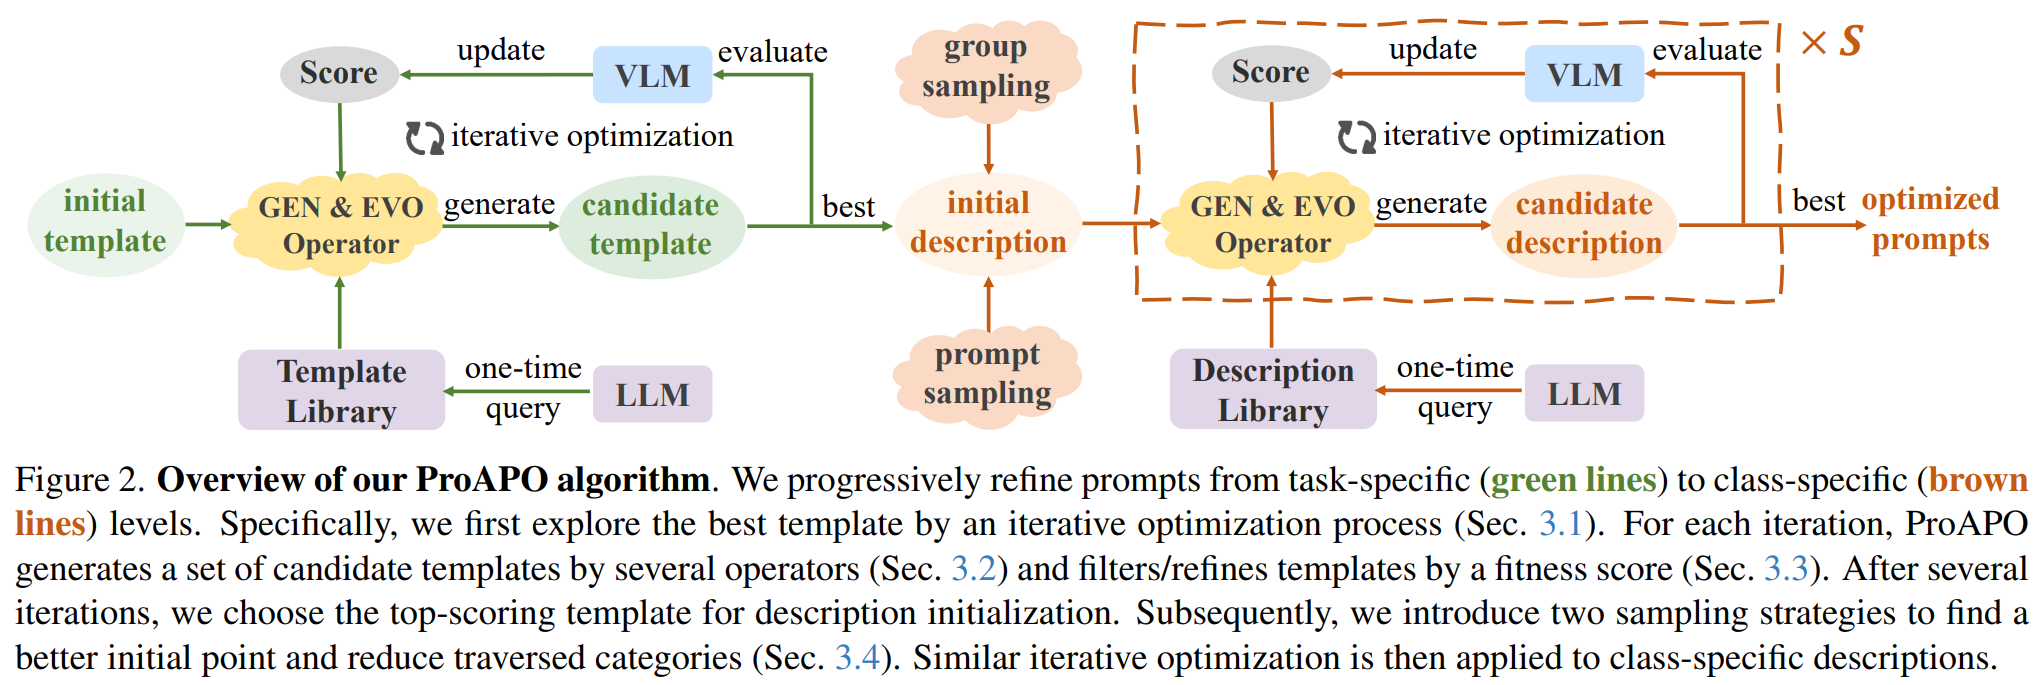 Score
update
VLM
evaluate
iterative optimization
initial
template
GEN & EVO
Operator
generate
candidate
template
best
Template
Library
one-time
query
LLM
group
sampling
initial
description
prompt
sampling
× S
Score
update
VLM
evaluate
iterative optimization
GEN & EVO
Operator
generate
candidate
description
best
optimized
prompts
Description
Library
one-time
query
LLM
Figure 2. Overview of our ProAPO algorithm. We progressively refine prompts from task-specific (green lines) to class-specific (brown
lines) levels. Specifically, we first explore the best template by an iterative optimization process (Sec. 3.1). For each iteration, ProAPO
generates a set of candidate templates by several operators (Sec. 3.2) and filters/refines templates by a fitness score (Sec. 3.3). After several
iterations, we choose the top-scoring template for description initialization. Subsequently, we introduce two sampling strategies to find a
better initial point and reduce traversed categories (Sec. 3.4). Similar iterative optimization is then applied to class-specific descriptions.